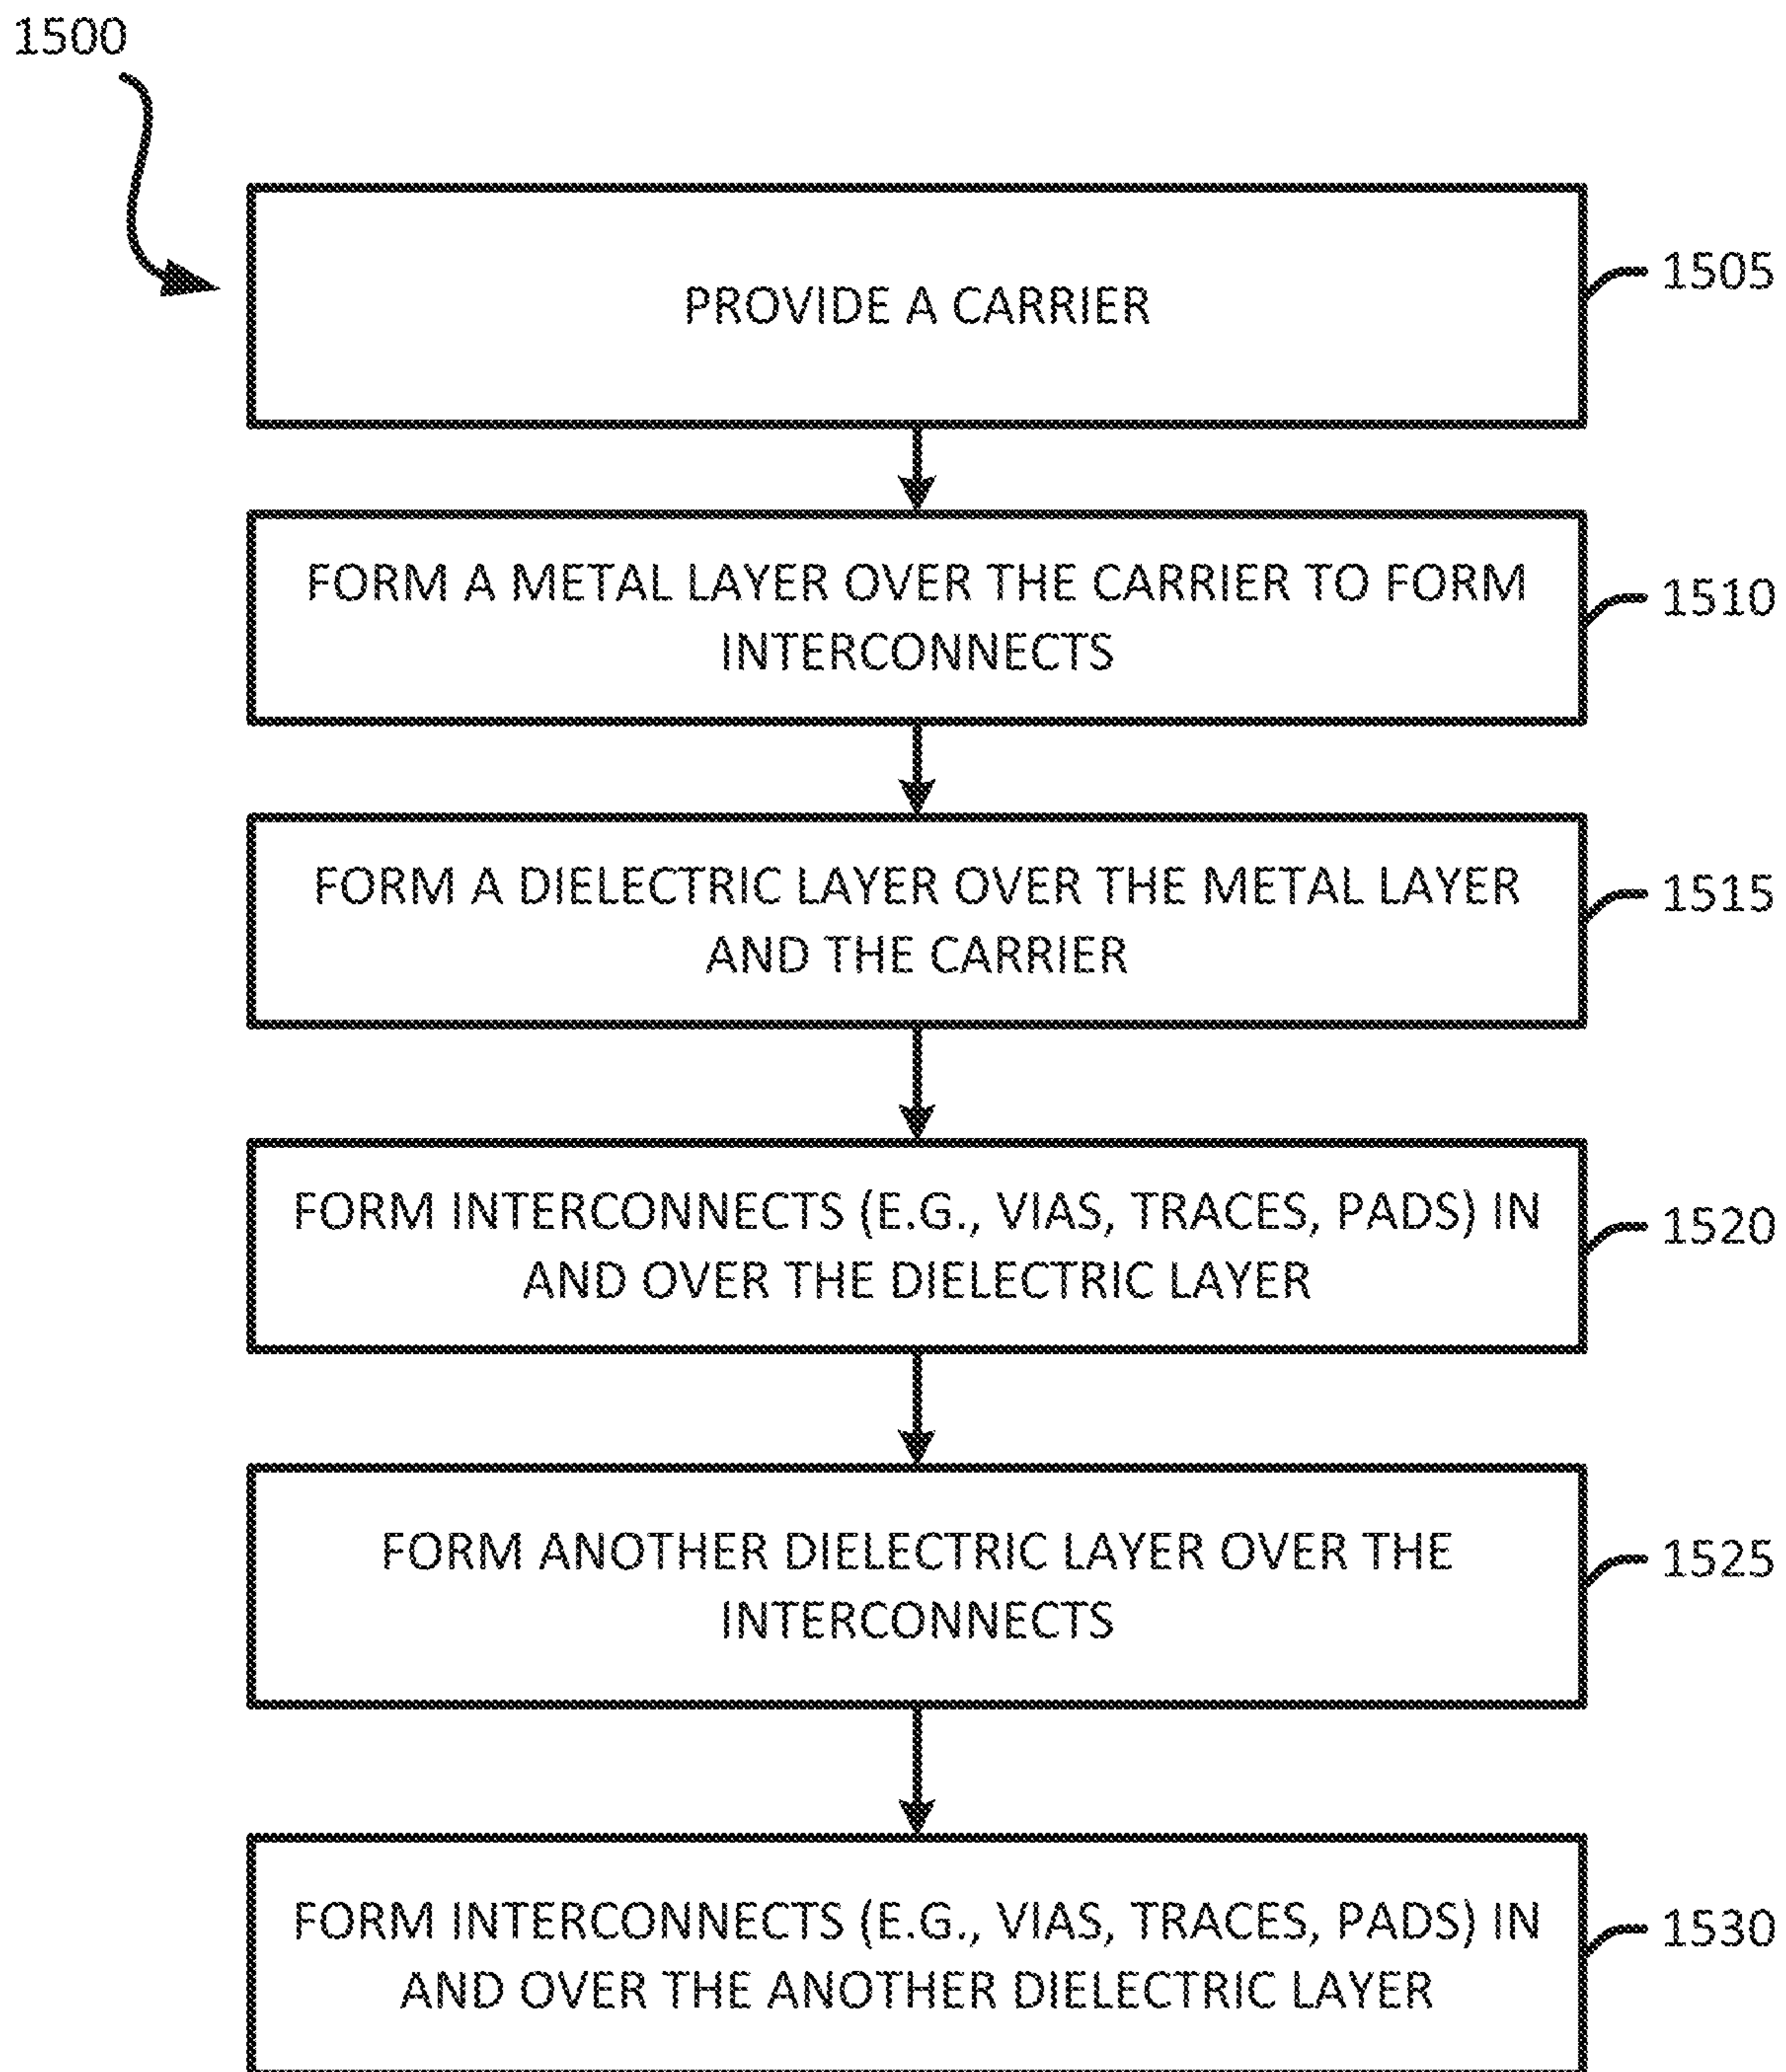 1500
PROVIDE A CARRIER
1505
FORM A METAL LAYER OVER THE CARRIER TO FORM
INTERCONNECTS
1510
FORM A DIELECTRIC LAYER OVER THE METAL LAYER
AND THE CARRIER
1515
FORM INTERCONNECTS (E.G., VIAS, TRACES, PADS) IN
AND OVER THE DIELECTRIC LAYER
1520
FORM ANOTHER DIELECTRIC LAYER OVER THE
INTERCONNECTS
1525
FORM INTERCONNECTS (E.G., VIAS, TRACES, PADS) IN
AND OVER THE ANOTHER DIELECTRIC LAYER
1530